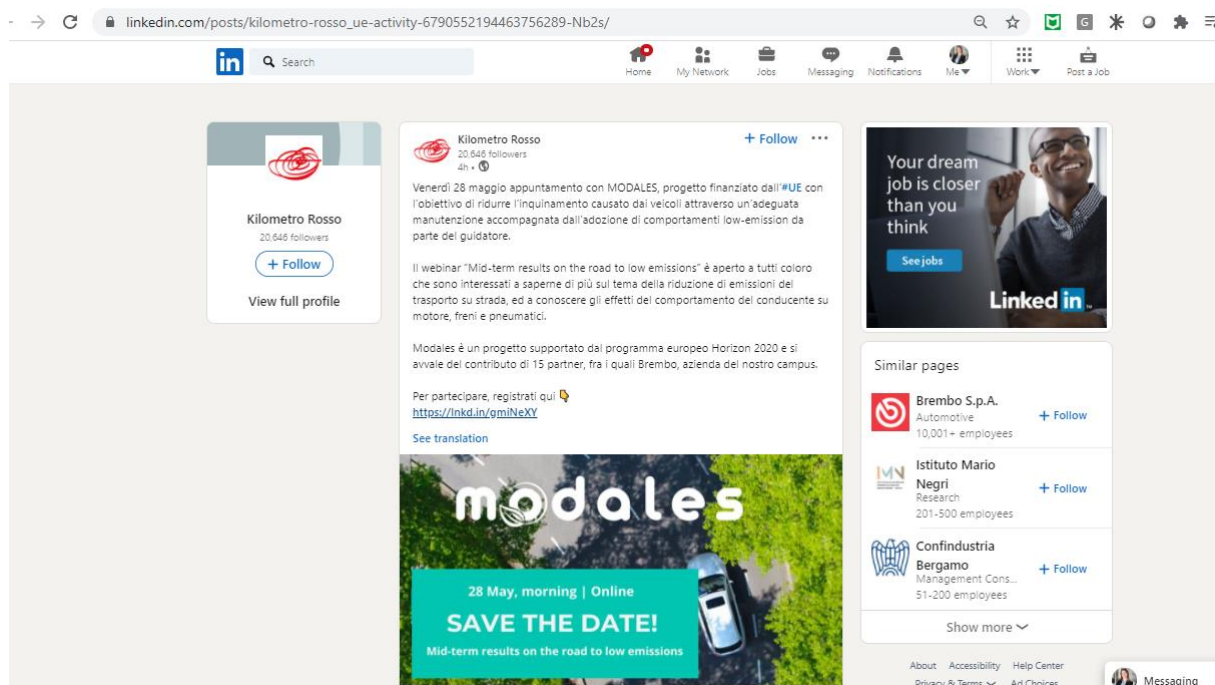 linkedin.com/posts/kilometro-rosso_ue-activity-6790552194463756289-Nb2s/
in
Search
Home
My Network
Jobs
Messaging
Notifications
Me
Work
Post a Job
Kilometro Rosso
20,646 followers
+ Follow
View full profile
Kilometro Rosso
20,646 followers
4h •
+ Follow
Venerdì 28 maggio appuntamento con MODALES, progetto finanziato dall'#UE con
l'obiettivo di ridurre l'inquinamento causato dai veicoli attraverso un'adeguata
manutenzione accompagnata dall'adozione di comportamenti low-emission da
parte del guidatore.
Il webinar "Mid-term results on the road to low emissions" è aperto a tutti coloro
che sono interessati a saperne di più sul tema della riduzione di emissioni del
trasporto su strada, ed a conoscere gli effetti del comportamento del conducente su
motore, freni e pneumatici.
Modales è un progetto supportato dal programma europeo Horizon 2020 e si
avvale del contributo di 15 partner, fra i quali Brembo, azienda del nostro campus.
Per partecipare, registrati qui
https://lnkd.in/gmiNeXY
See translation
modales
28 May, morning | Online
SAVE THE DATE!
Mid-term results on the road to low emissions
Your dream
job is closer
than you
think
See jobs
Linked in
Similar pages
Brembo S.p.A.
Automotive
10,001+ employees
+ Follow
Istituto Mario
Negri
Research
201-500 employees
+ Follow
Confindustria
Bergamo
Management Cons...
51-200 employees
+ Follow
Show more
About Accessibility Help Center
Privacy & Terms Ad Choices
Messaging